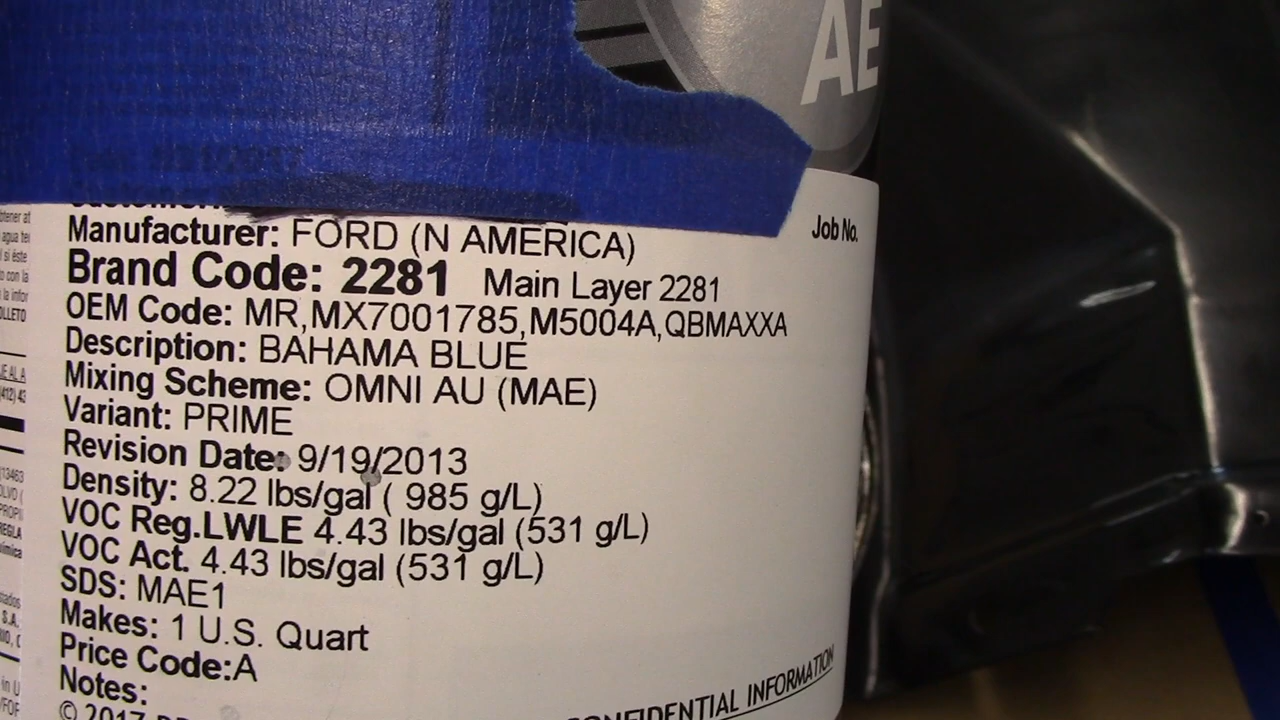 AE
Job No.
Manufacturer: FORD (N AMERICA)
Brand Code: 2281 Main Layer 2281
OEM Code: MR,MX7001785,M5004A,QBMAXXA
Description: BAHAMA BLUE
Mixing Scheme: OMNI AU (MAE)
Variant: PRIME
Revision Date: 9/19/2013
Density: 8.22 lbs/gal ( 985 g/L)
VOC Reg.LWLE 4.43 lbs/gal (531 g/L)
VOC Act. 4.43 lbs/gal (531 g/L)
SDS: MAE1
Makes: 1 U.S. Quart
Price Code:A
Notes:
© 2017
INFORMATION